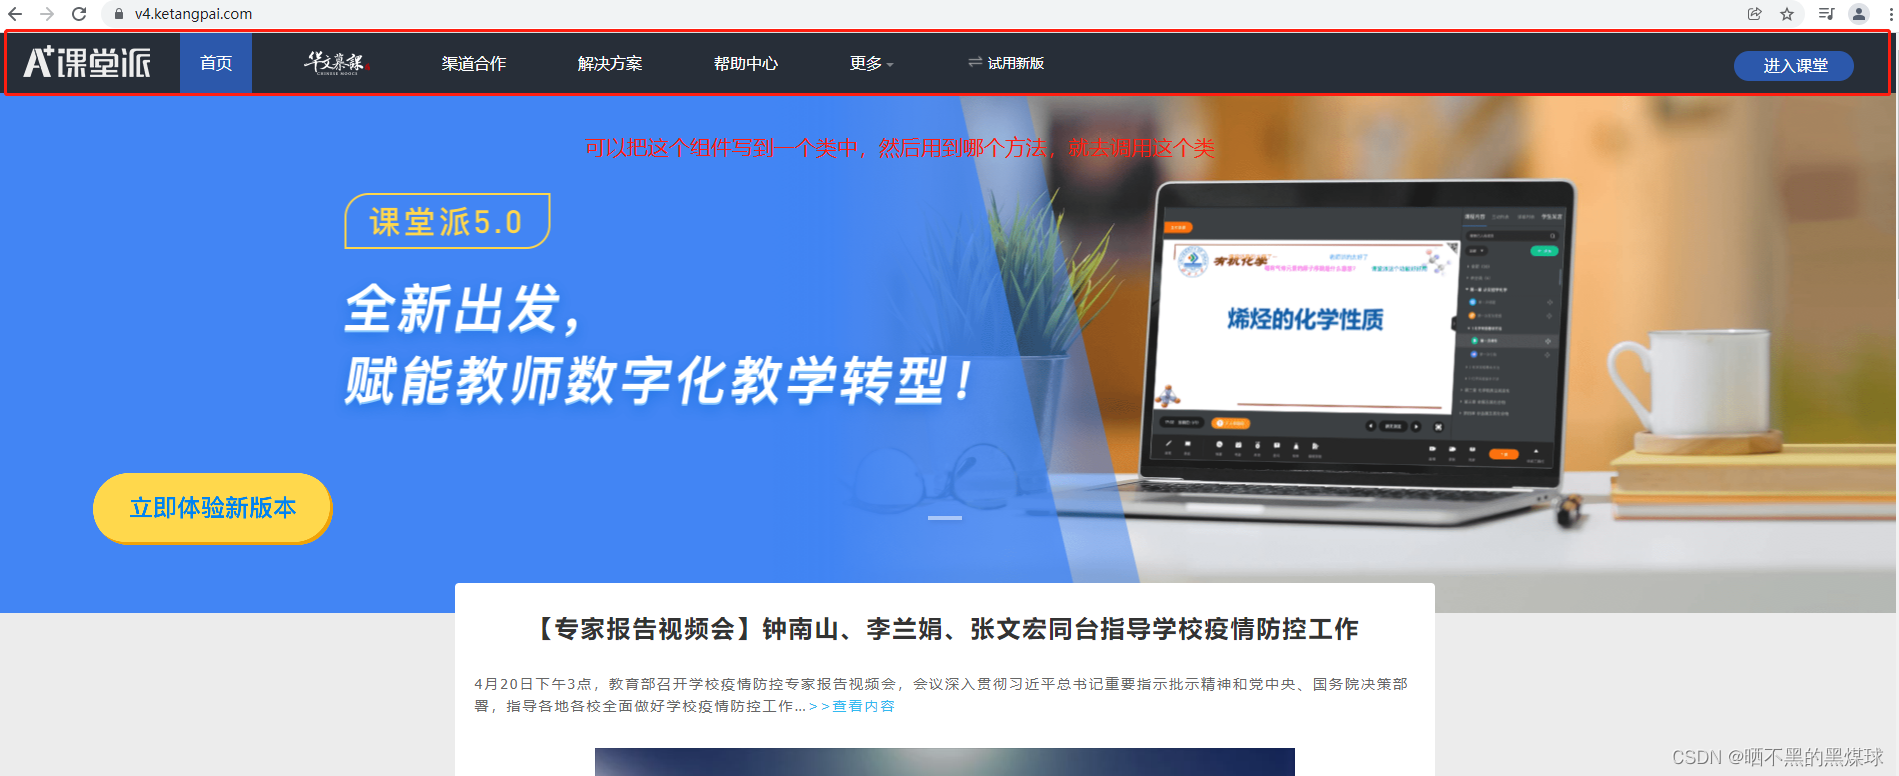 v4.ketangpai.com
A+课堂派
首页
华文慕课
CHINESE MOOCS
渠道合作
解决方案
帮助中心
更多
试用新版
进入课堂
可以把这个组件写到一个类中，然后用到哪个方法，就去调用这个类
课堂派5.0
全新出发，
赋能教师数字化教学转型！
立即体验新版本
有机化学
烯烃的化学性质
【专家报告视频会】钟南山、李兰娟、张文宏同台指导学校疫情防控工作
4月20日下午3点，教育部召开学校疫情防控专家报告视频会，会议深入贯彻习近平总书记重要指示批示精神和党中央、国务院决策部
署，指导各地各校全面做好学校疫情防控工作...>>查看内容
CSDN @晒不黑的黑煤球